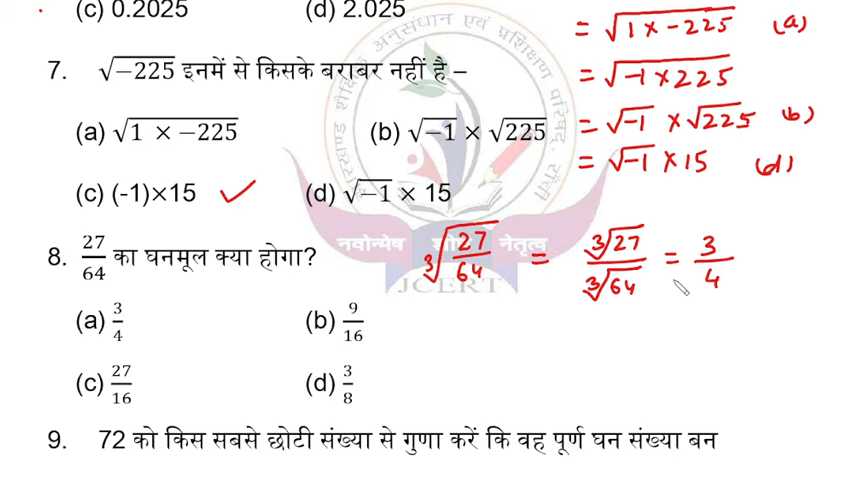 (c) 0.2025 (d) 2.025
7. √-225 इनमें से किसके बराबर नहीं है –
(a) √1 × -225 (b) √-1 × √225
(c) (-1)×15 ✓ (d) √-1 × 15
= √1 × -225 (a)
= √-1 × 225
= √-1 × √225 (b)
= √-1 × 15 (d)
8. 27/64 का घनमूल क्या होगा?
∛27/64 = ∛27/∛64 = 3/4
(a) 3/4 (b) 9/16
(c) 27/16 (d) 3/8
9. 72 को किस सबसे छोटी संख्या से गुणा करें कि वह पूर्ण घन संख्या बन
नवोन्मेष शोध नेतृत्व
JCERT